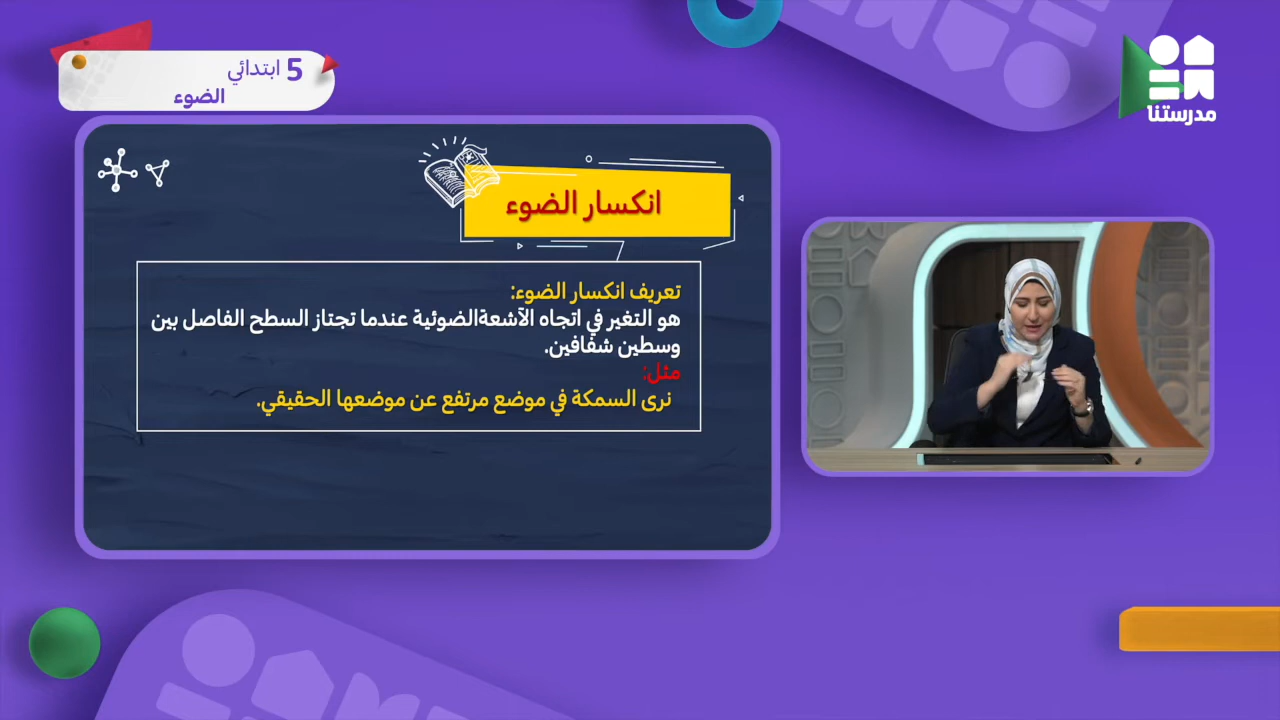 5 ابتدائي
الضوء
مدرستنا
انكسار الضوء
تعريف انكسار الضوء:
هو التغير في اتجاه الآشعةالضوئية عندما تجتاز السطح الفاصل بين
وسطين شفافين.
مثل:
نرى السمكة في موضع مرتفع عن موضعها الحقيقي.